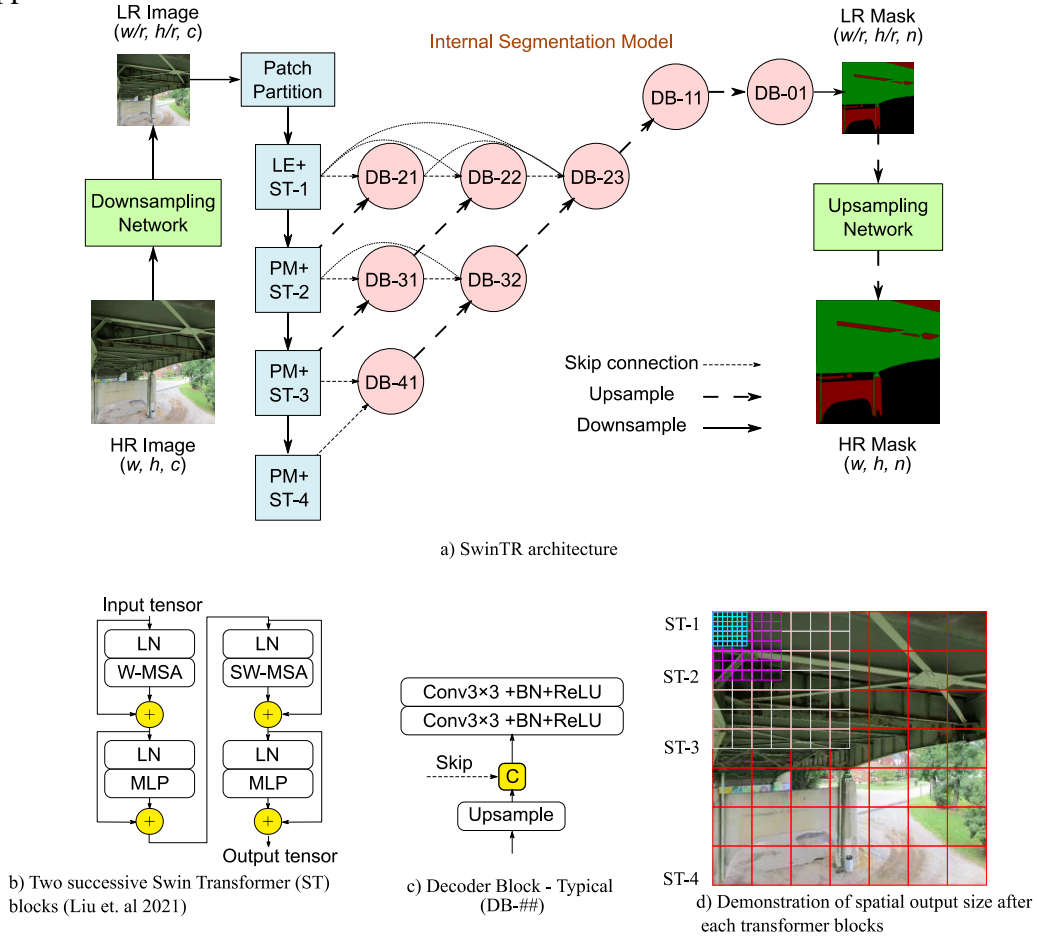 LR Image
(w/r, h/r, c)
Patch
Partition
Internal Segmentation Model
LR Mask
(w/r, h/r, n)
DB-11
DB-01
LE+
ST-1
DB-21
DB-22
DB-23
Downsampling
Network
Upsampling
Network
PM+
ST-2
DB-31
DB-32
PM+
ST-3
DB-41
Skip connection
Upsample
Downsample
HR Image
(w, h, c)
HR Mask
(w, h, n)
PM+
ST-4
a) SwinTR architecture
Input tensor
LN
W-MSA
+
LN
MLP
+
LN
SW-MSA
+
LN
MLP
+
Output tensor
b) Two successive Swin Transformer (ST)
blocks (Liu et. al 2021)
Conv3×3 +BN+ReLU
Conv3×3 +BN+ReLU
Skip
C
Upsample
c) Decoder Block - Typical
(DB-##)
ST-1
ST-2
ST-3
ST-4
d) Demonstration of spatial output size after
each transformer blocks